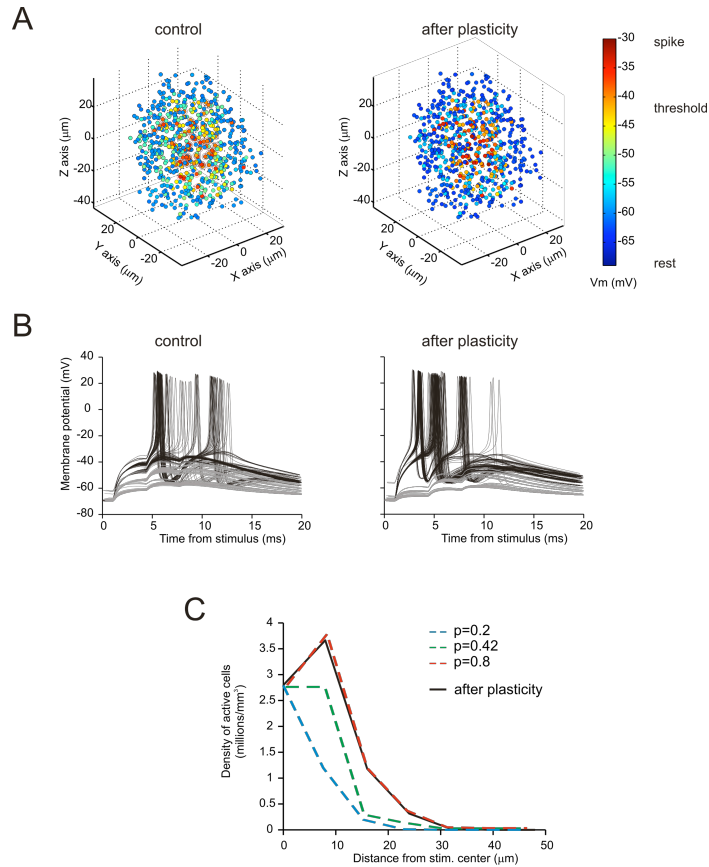 A
control
after plasticity
20
0
-20
-40
Z axis (μm)
20
0
-20
Y axis (μm)
-20
0
20
X axis (μm)
20
0
-20
-40
Z axis (μm)
20
0
-20
Y axis (μm)
-20
0
20
X axis (μm)
-30
-35
-40
-45
-50
-55
-60
-65
Vm (mV)
spike
threshold
rest
B
control
after plasticity
Membrane potential (mV)
40
20
0
-20
-40
-60
-80
0
5
10
15
20
Time from stimulus (ms)
0
5
10
15
20
Time from stimulus (ms)
C
Density of active cells
(millions/mm³)
4
3.5
3
2.5
2
1.5
1
0.5
0
0
10
20
30
40
50
Distance from stim. center (μm)
p=0.2
p=0.42
p=0.8
after plasticity